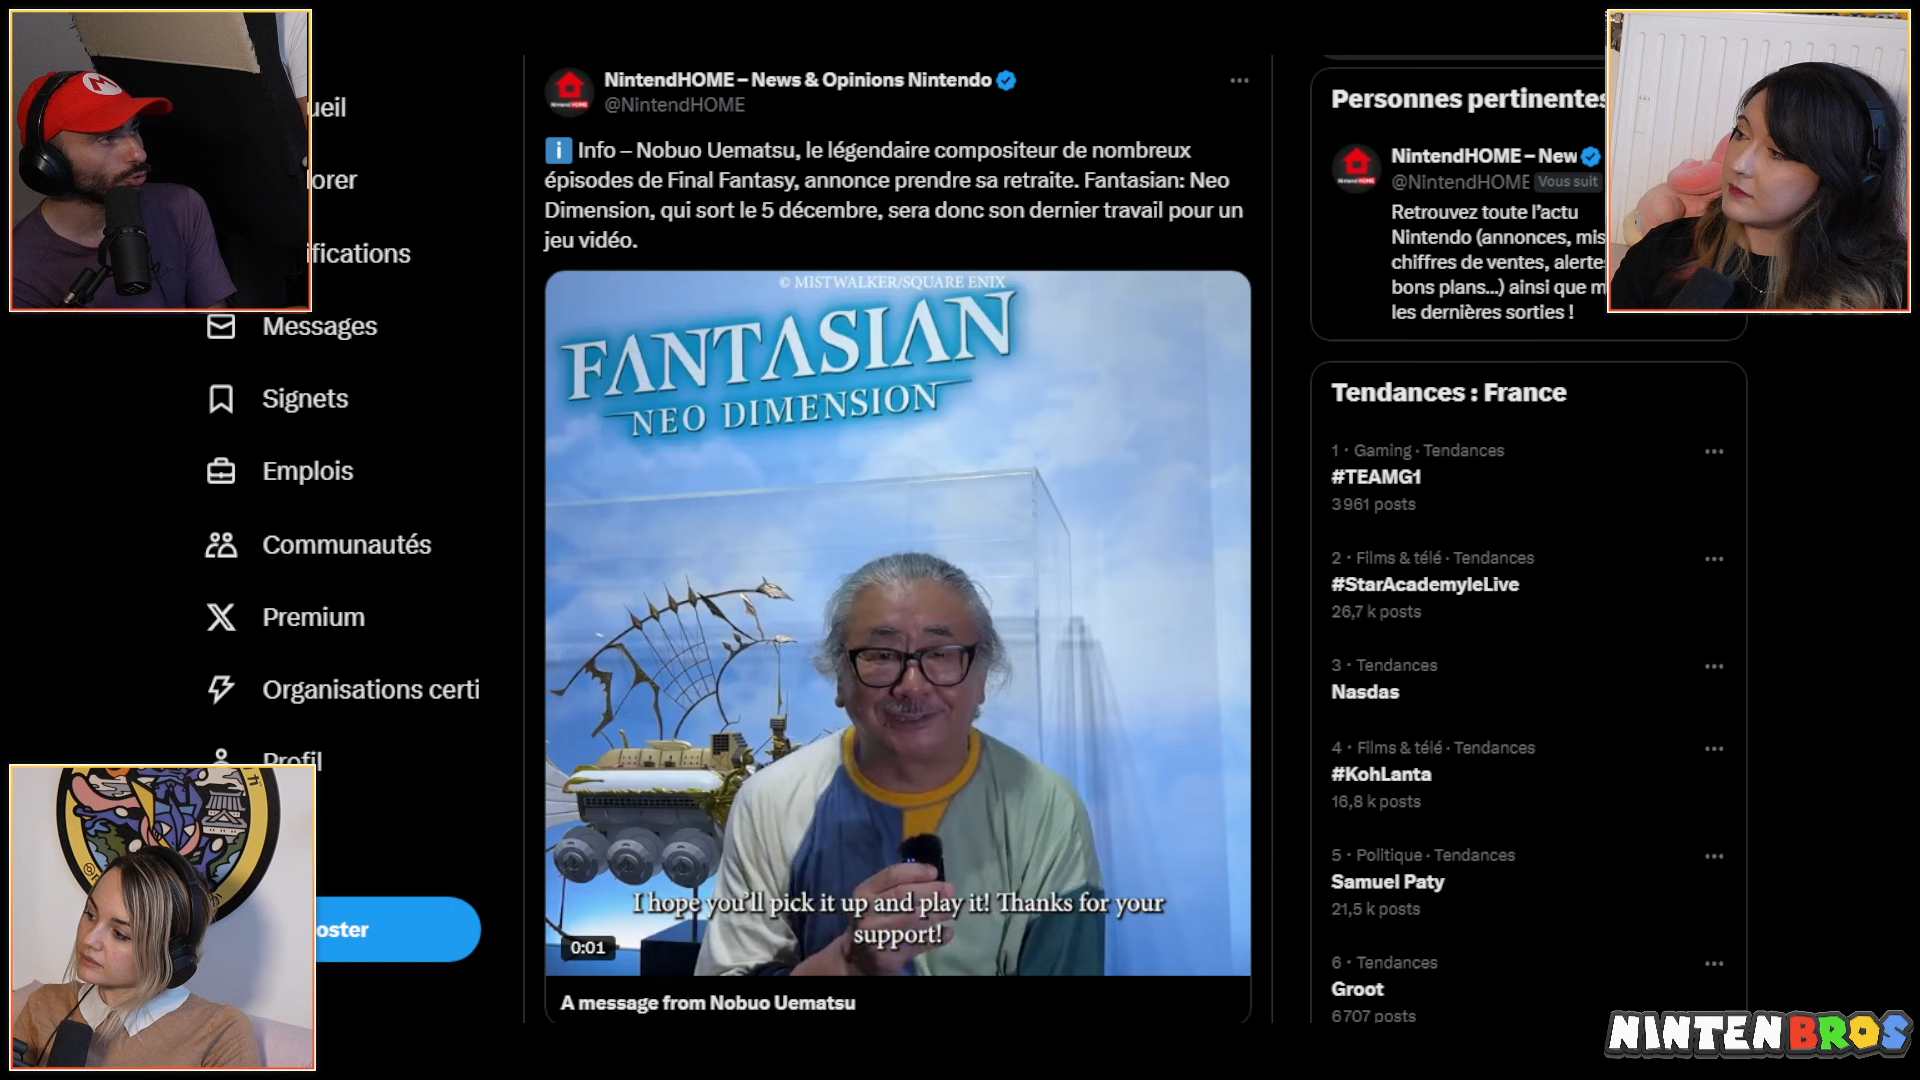 NintendHOME – News & Opinions Nintendo
@NintendHOME
Info – Nobuo Uematsu, le légendaire compositeur de nombreux
épisodes de Final Fantasy, annonce prendre sa retraite. Fantasian: Neo
Dimension, qui sort le 5 décembre, sera donc son dernier travail pour un
jeu vidéo.
© MISTWALKER/SQUARE ENIX
FANTASIAN
NEO DIMENSION
I hope you'll pick it up and play it! Thanks for your
support!
0:01
A message from Nobuo Uematsu
ueil
orer
ifications
Messages
Signets
Emplois
Communautés
Premium
Organisations certi
Profil
oster
Personnes pertinentes
NintendHOME – New
@NintendHOME Vous suit
Retrouvez toute l'actu
Nintendo (annonces, mis
chiffres de ventes, alertes
bons plans...) ainsi que m
les dernières sorties !
Tendances : France
1 · Gaming · Tendances
#TEAMG1
3 961 posts
2 · Films & télé · Tendances
#StarAcademyleLive
26,7 k posts
3 · Tendances
Nasdas
4 · Films & télé · Tendances
#KohLanta
16,8 k posts
5 · Politique · Tendances
Samuel Paty
21,5 k posts
6 · Tendances
Groot
6 707 posts
NINTENBROS